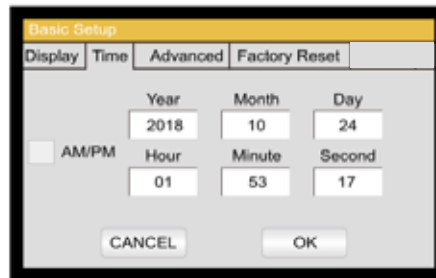 Basic Setup
Display Time Advanced Factory Reset
Year Month Day
2018 10 24
AM/PM Hour Minute Second
01 53 17
CANCEL OK